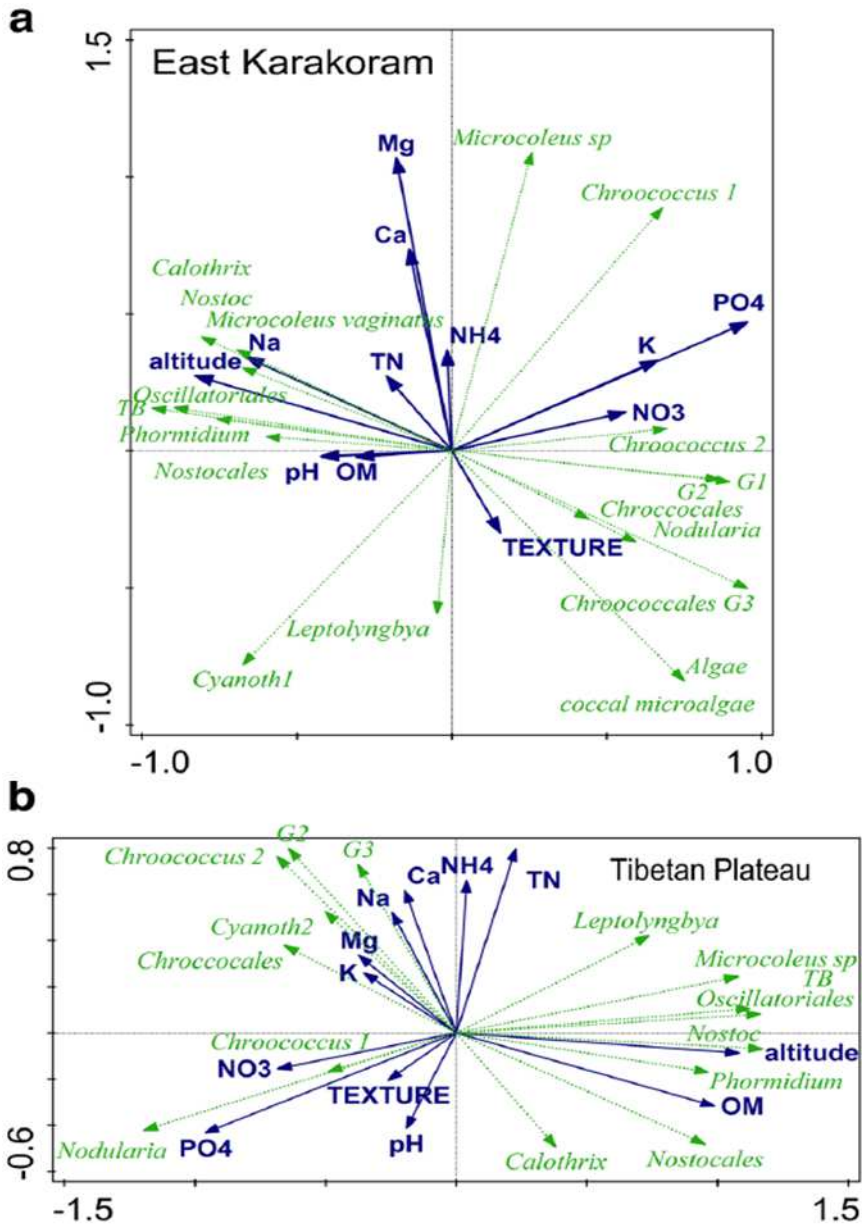 a
1.5
East Karakoram
Microcoleus sp
Mg
Chroococcus 1
Ca
Calothrix
Nostoc
PO4
Microcoleus vaginatus
NH4
Na
K
altitude
TN
Oscillatoriales
TB
NO3
Phormidium
Chroococcus 2
Nostocales
pH
OM
G2
G1
Chroccocales
Nodularia
TEXTURE
Chroococcales G3
Leptolyngbya
Algae
Cyanoth1
coccal microalgae
-1.0
-1.0
1.0
b
0.8
G2
Chroococcus 2
G3
Ca
NH4
TN
Tibetan Plateau
Na
Cyanoth2
Leptolyngbya
Mg
Chroccocales
K
Microcoleus sp
TB
Oscillatoriales
Chroococcus 1
Nostoc
NO3
altitude
TEXTURE
Phormidium
OM
Nodularia
PO4
pH
Calothrix
Nostocales
-0.6
-1.5
1.5